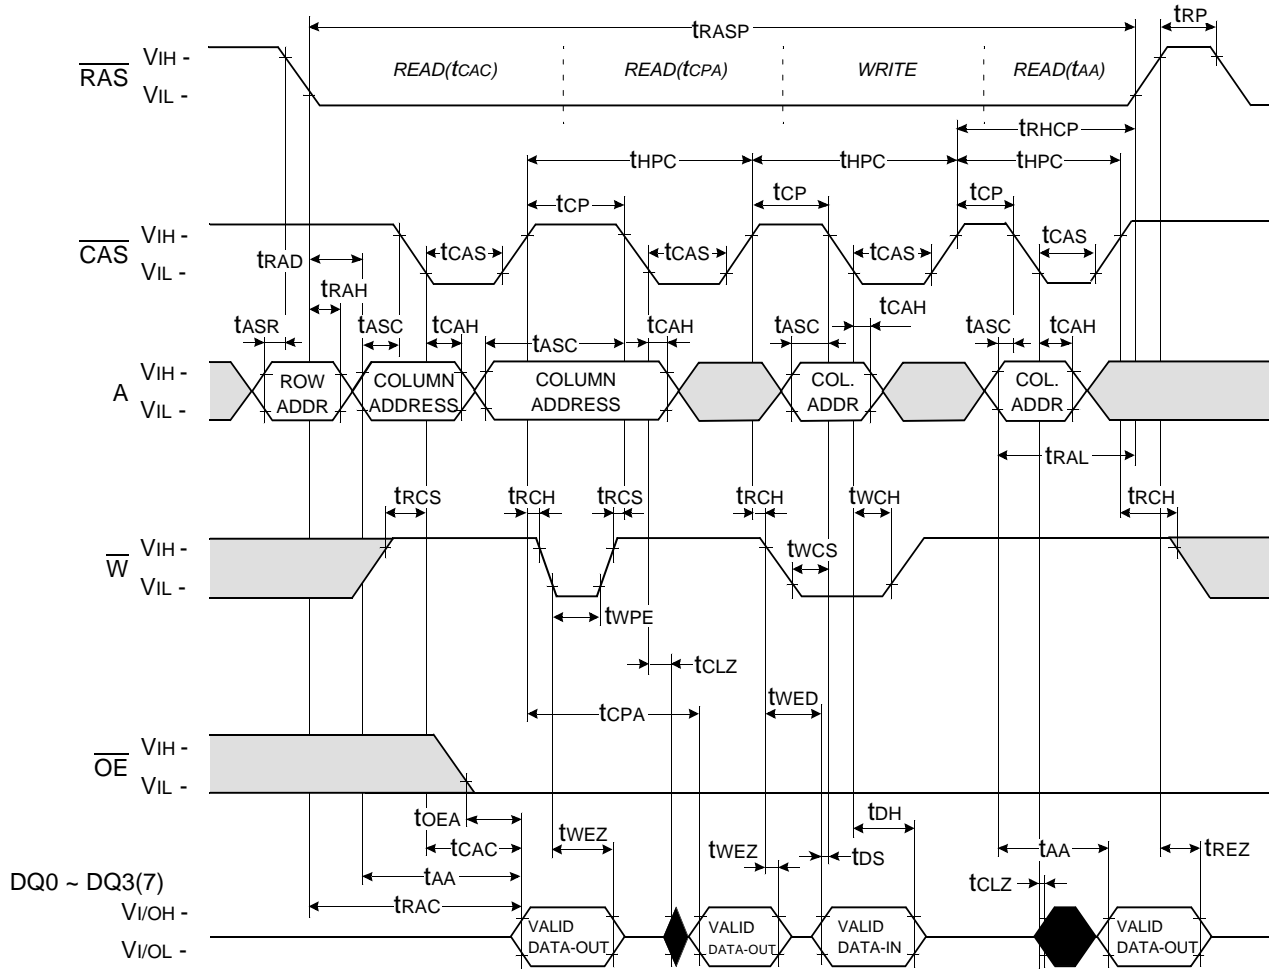 tRASP
tRP
RAS
VIH -
VIL -
READ(tCAC)
READ(tCPA)
WRITE
READ(tAA)
tRHCP
tHPC
tHPC
tHPC
tCP
tCP
tCP
CAS
VIH -
VIL -
tCAS
tCAS
tCAS
tCAS
tRAD
tRAH
tCAH
tASR
tASC
tCAH
tASC
tCAH
tASC
tASC
tCAH
A
VIH -
VIL -
ROW
ADDR
COLUMN
ADDRESS
COLUMN
ADDRESS
COL.
ADDR
COL.
ADDR
tRAL
tRCS
tRCH
tRCS
tRCH
tWCH
tRCH
W
VIH -
VIL -
tWCS
tWPE
tCLZ
tWED
tCPA
OE
VIH -
VIL -
tOEA
tWEZ
tDH
tCAC
tWEZ
tDS
tAA
tREZ
DQ0 ~ DQ3(7)
tAA
tCLZ
tRAC
VI/OH -
VI/OL -
VALID
DATA-OUT
VALID
DATA-OUT
VALID
DATA-IN
VALID
DATA-OUT